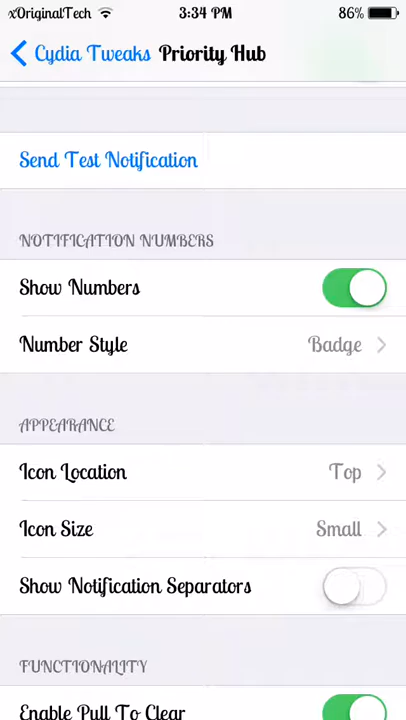 xOriginalTech 3:34 PM 86%
Cydia Tweaks Priority Hub
Send Test Notification
NOTIFICATION NUMBERS
Show Numbers
Number Style Badge
APPEARANCE
Icon Location Top
Icon Size Small
Show Notification Separators
FUNCTIONALITY
Enable Pull To Clear